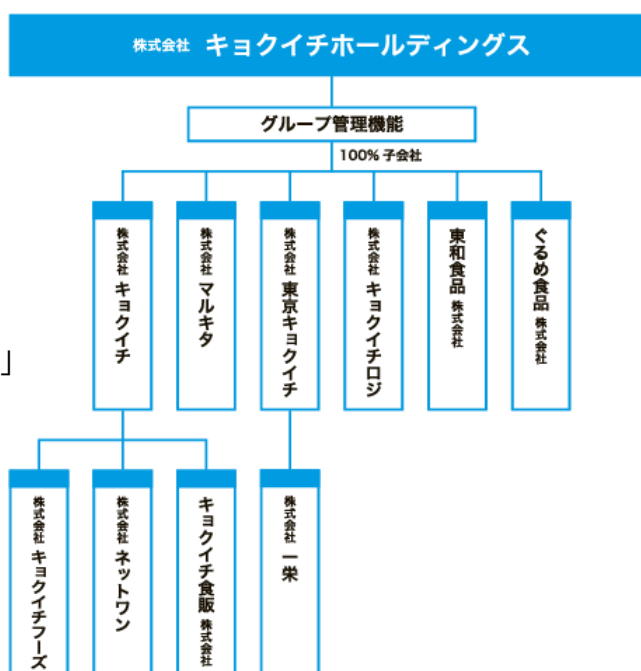 株式会社 キョクイチホールディングス
グループ管理機能
100% 子会社
株式会社 キョクイチ
株式会社 マルキタ
株式会社 東京キョクイチ
株式会社 キョクイチロジ
東和食品 株式会社
ぐるめ食品 株式会社
」
株式会社 キョクイチフーズ
株式会社 ネットワン
キョクイチ食販 株式会社
株式会社 一栄